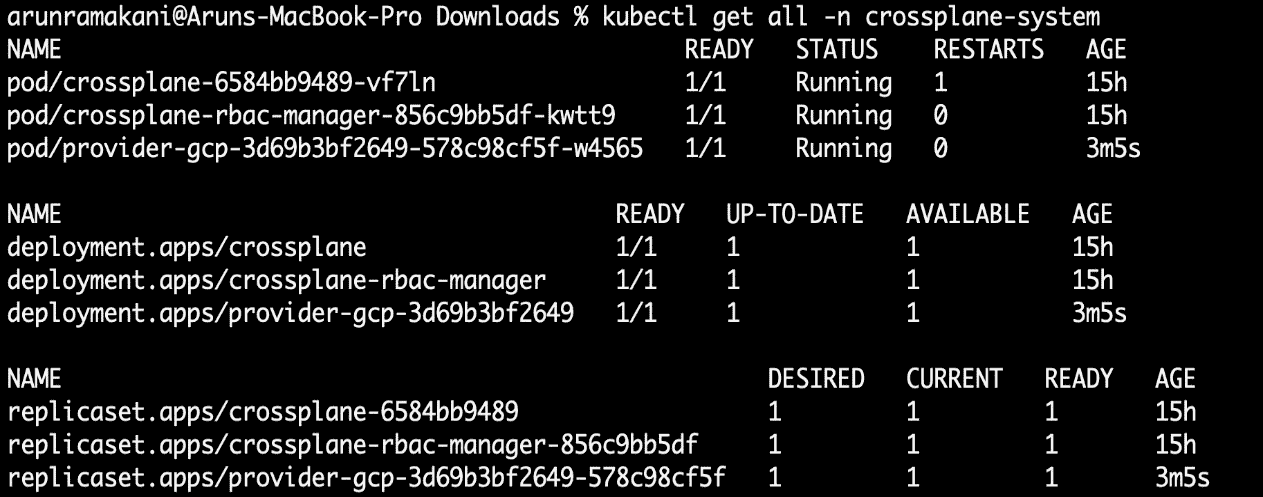 arunramakani@Aruns-MacBook-Pro Downloads % kubectl get all -n crossplane-system
NAME READY STATUS RESTARTS AGE
pod/crossplane-6584bb9489-vf7ln 1/1 Running 1 15h
pod/crossplane-rbac-manager-856c9bb5df-kwtt9 1/1 Running 0 15h
pod/provider-gcp-3d69b3bf2649-578c98cf5f-w4565 1/1 Running 0 3m5s
NAME READY UP-TO-DATE AVAILABLE AGE
deployment.apps/crossplane 1/1 1 1 15h
deployment.apps/crossplane-rbac-manager 1/1 1 1 15h
deployment.apps/provider-gcp-3d69b3bf2649 1/1 1 1 3m5s
NAME DESIRED CURRENT READY AGE
replicaset.apps/crossplane-6584bb9489 1 1 1 15h
replicaset.apps/crossplane-rbac-manager-856c9bb5df 1 1 1 15h
replicaset.apps/provider-gcp-3d69b3bf2649-578c98cf5f 1 1 1 3m5s